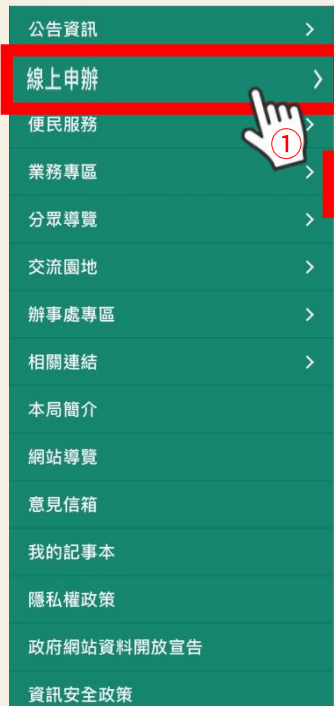 公告資訊
線上申辦
①
便民服務
業務專區
分眾導覽
交流園地
辦事處專區
相關連結
本局簡介
網站導覽
意見信箱
我的記事本
隱私權政策
政府網站資料開放宣告
資訊安全政策